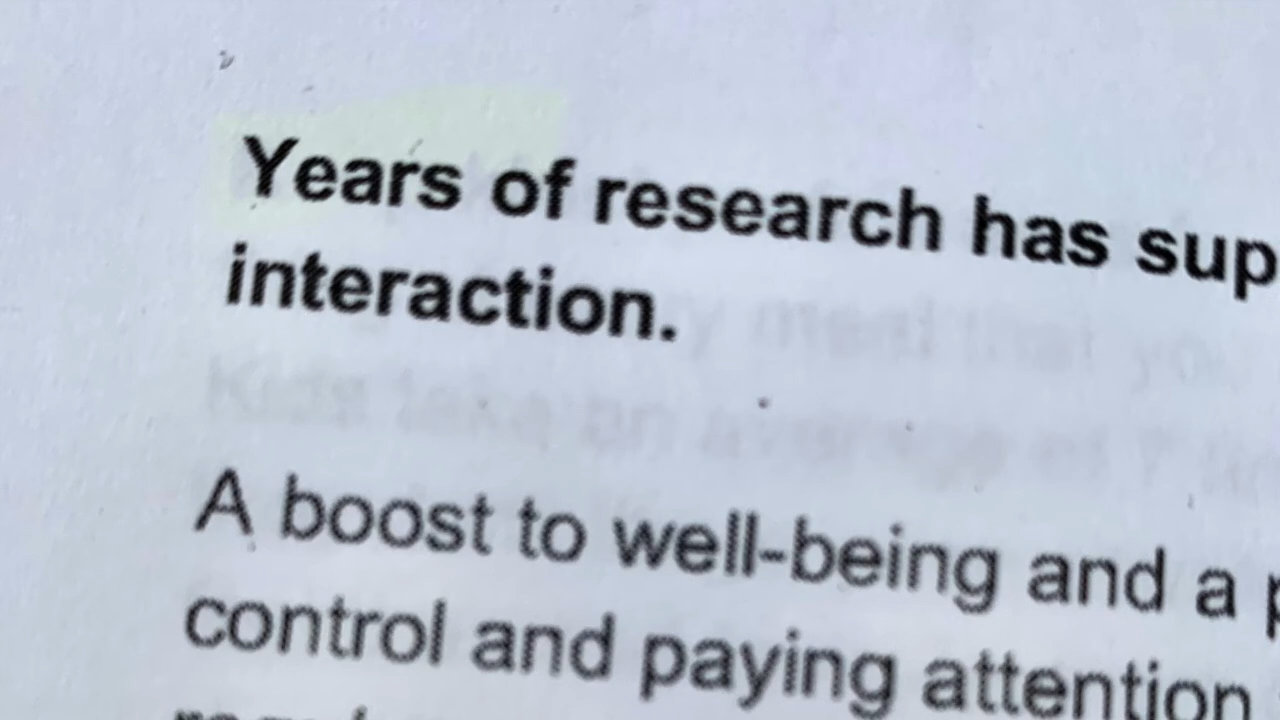 Years of research has sup
interaction.
A boost to well-being and a p
control and paying attention